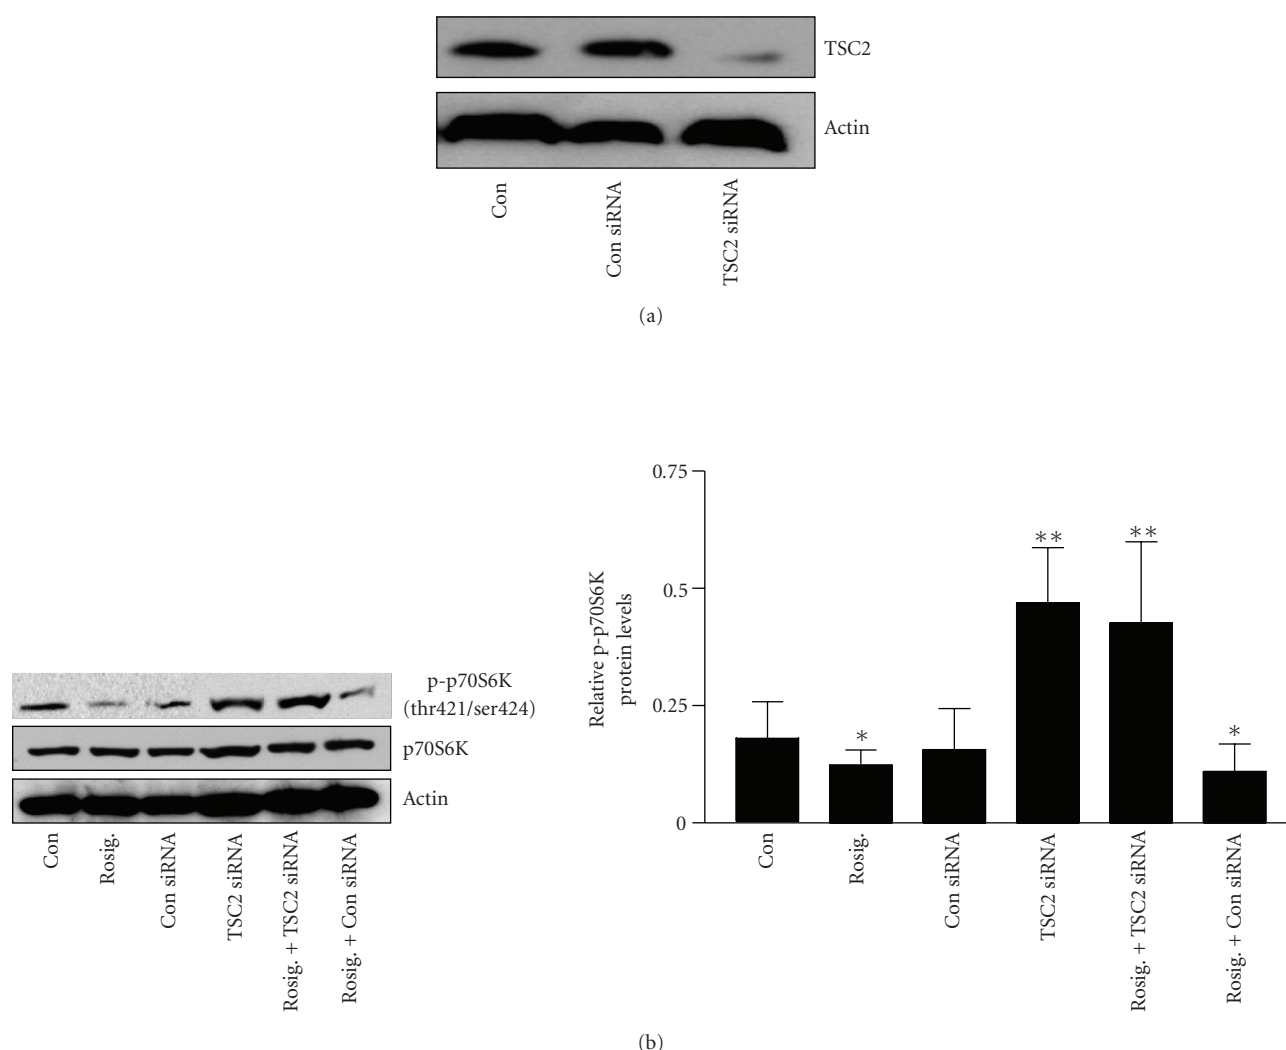 TSC2
Actin
Con
Con siRNA
TSC2 siRNA
(a)
p-p70S6K
(thr421/ser424)
p70S6K
Actin
Con
Rosig.
Con siRNA
TSC2 siRNA
Rosig. + TSC2 siRNA
Rosig. + Con siRNA
Relative p-p70S6K
protein levels
0.75
0.5
0.25
0
*
**
**
*
Con
Rosig.
Con siRNA
TSC2 siRNA
Rosig. + TSC2 siRNA
Rosig. + Con siRNA
(b)